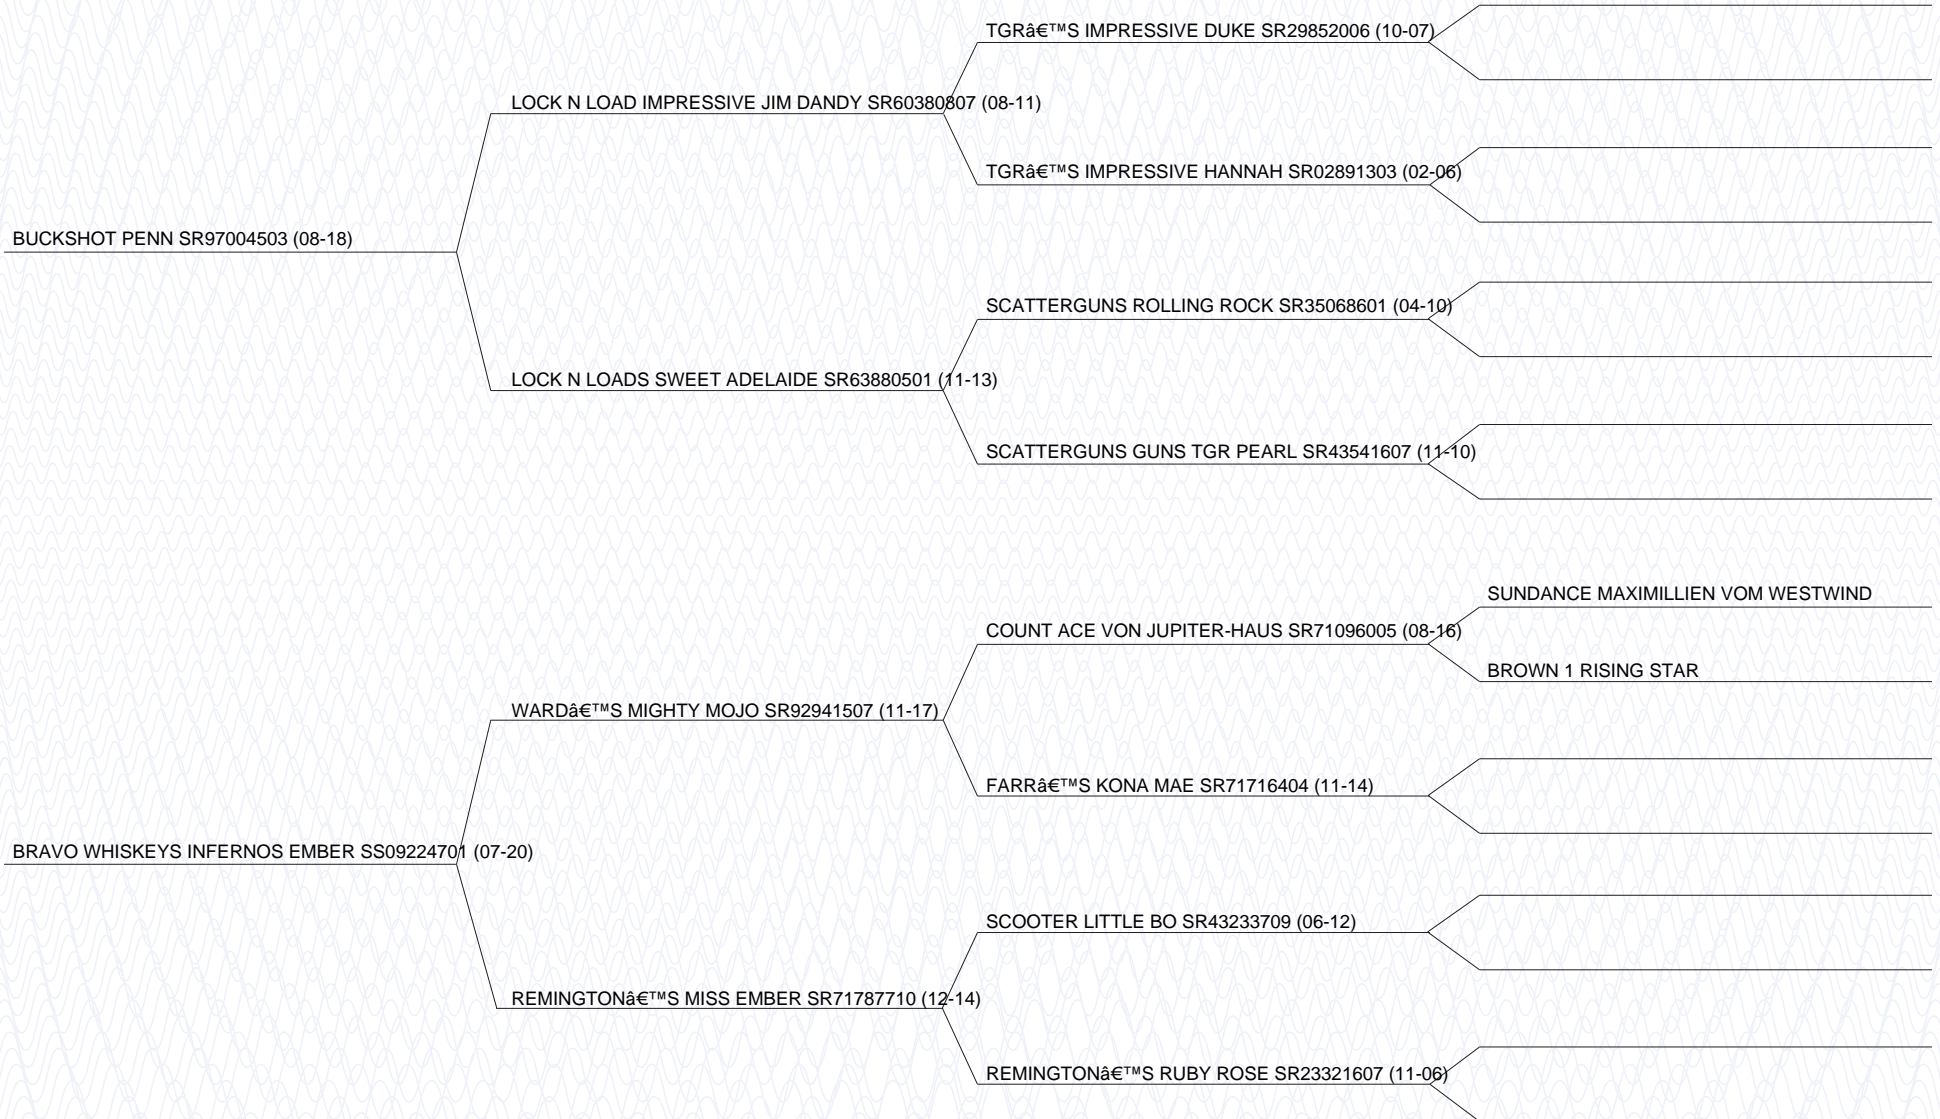 TGRâ€™S IMPRESSIVE DUKE SR29852006 (10-07)
LOCK N LOAD IMPRESSIVE JIM DANDY SR60380807 (08-11)
TGRâ€™S IMPRESSIVE HANNAH SR02891303 (02-06)
BUCKSHOT PENN SR97004503 (08-18)
SCATTERGUNS ROLLING ROCK SR35068601 (04-10)
LOCK N LOADS SWEET ADELAIDE SR63880501 (11-13)
SCATTERGUNS GUNS TGR PEARL SR43541607 (11-10)
SUNDANCE MAXIMILLIEN VOM WESTWIND
COUNT ACE VON JUPITER-HAUS SR71096005 (08-16)
BROWN 1 RISING STAR
WARDâ€™S MIGHTY MOJO SR92941507 (11-17)
FARRâ€™S KONA MAE SR71716404 (11-14)
BRAVO WHISKEYS INFERNOS EMBER SS09224701 (07-20)
SCOOTER LITTLE BO SR43233709 (06-12)
REMINGTONâ€™S MISS EMBER SR71787710 (12-14)
REMINGTONâ€™S RUBY ROSE SR23321607 (11-06)